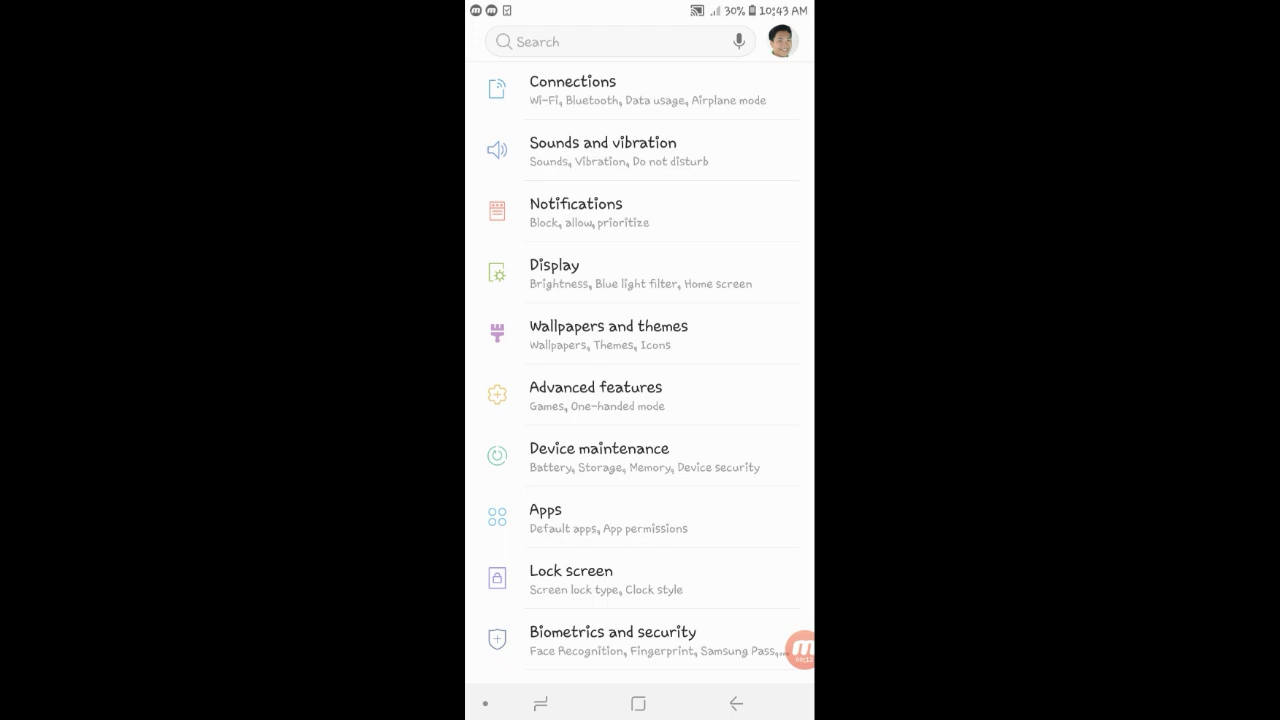 30% 10:43 AM
Search
Connections
Wi-Fi, Bluetooth, Data usage, Airplane mode
Sounds and vibration
Sounds, Vibration, Do not disturb
Notifications
Block, allow, prioritize
Display
Brightness, Blue light filter, Home screen
Wallpapers and themes
Wallpapers, Themes, Icons
Advanced features
Games, One-handed mode
Device maintenance
Battery, Storage, Memory, Device security
Apps
Default apps, App permissions
Lock screen
Screen lock type, Clock style
Biometrics and security
Face Recognition, Fingerprint, Samsung Pass,...